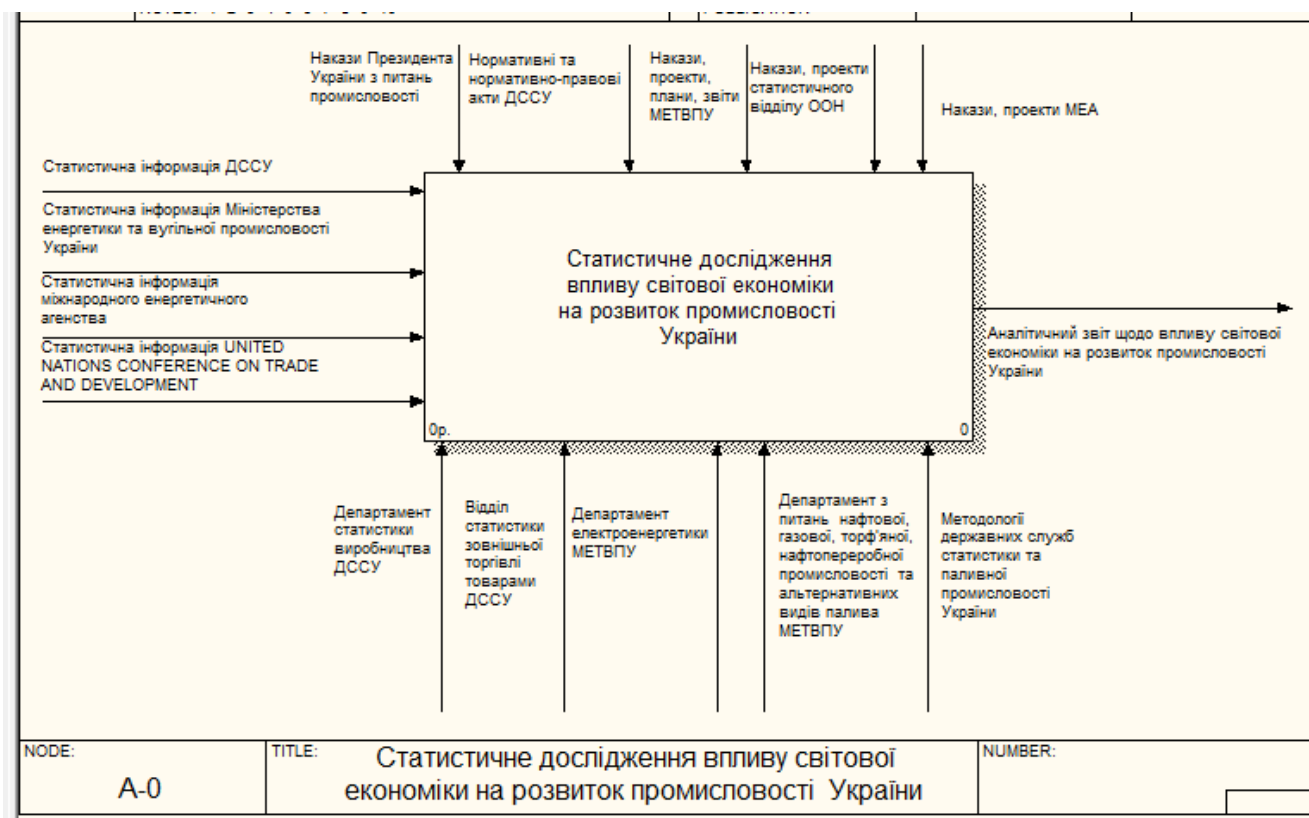 Накази Президента
України з питань
промисловості
Нормативні та
нормативно-правові
акти ДССУ
Накази,
проекти,
плани, звіти
МЕТВПУ
Накази, проекти
статистичного
відділу ООН
Накази, проекти МЕА
Статистична інформація ДССУ
Статистична інформація Міністерства
енергетики та вугільної промисловості
України
Статистична інформація
міжнародного енергетичного
агенства
Статистична інформація UNITED
NATIONS CONFERENCE ON TRADE
AND DEVELOPMENT
Статистичне дослідження
впливу світової економіки
на розвиток промисловості
України
0р.
0
Аналітичний звіт щодо впливу світової
економіки на розвиток промисловості
України
Департамент
статистики
виробництва
ДССУ
Відділ
статистики
зовнішньої
торгівлі
товарами
ДССУ
Департамент
електроенергетики
МЕТВПУ
Департамент з
питань нафтової,
газової, торф'яної,
нафтопереробної
промисловості та
альтернативних
видів палива
МЕТВПУ
Методології
державних служб
статистики та
паливної
промисловості
України
NODE:
A-0
TITLE:
Статистичне дослідження впливу світової
економіки на розвиток промисловості України
NUMBER: